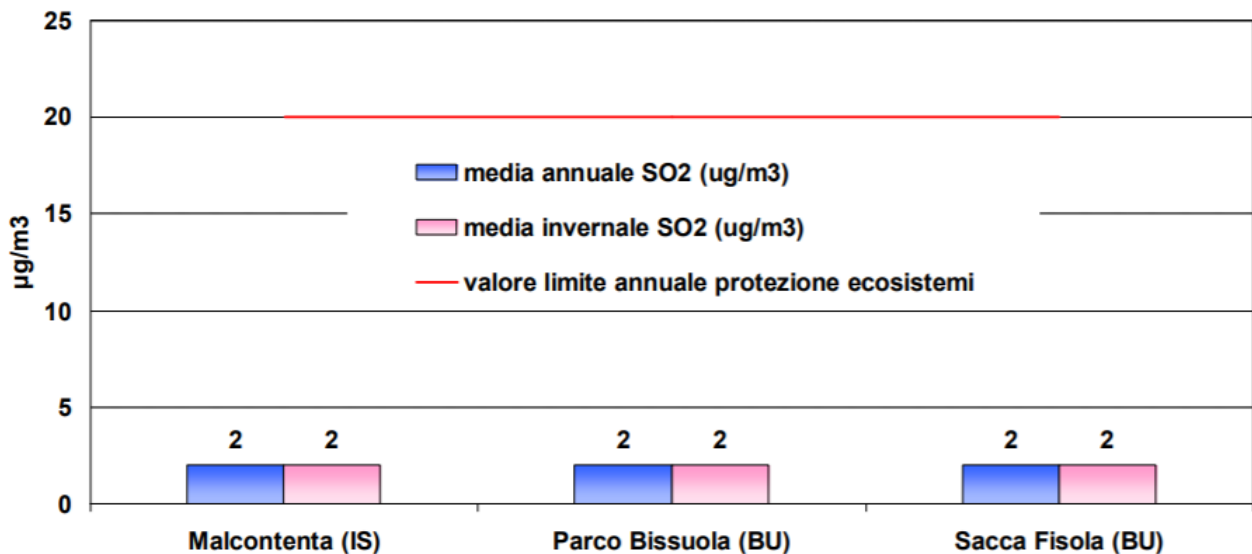 25
20
15
10
5
0
µg/m3
media annuale SO2 (ug/m3)
media invernale SO2 (ug/m3)
valore limite annuale protezione ecosistemi
2 2 2 2 2 2
Malcontenta (IS) Parco Bissuola (BU) Sacca Fisola (BU)